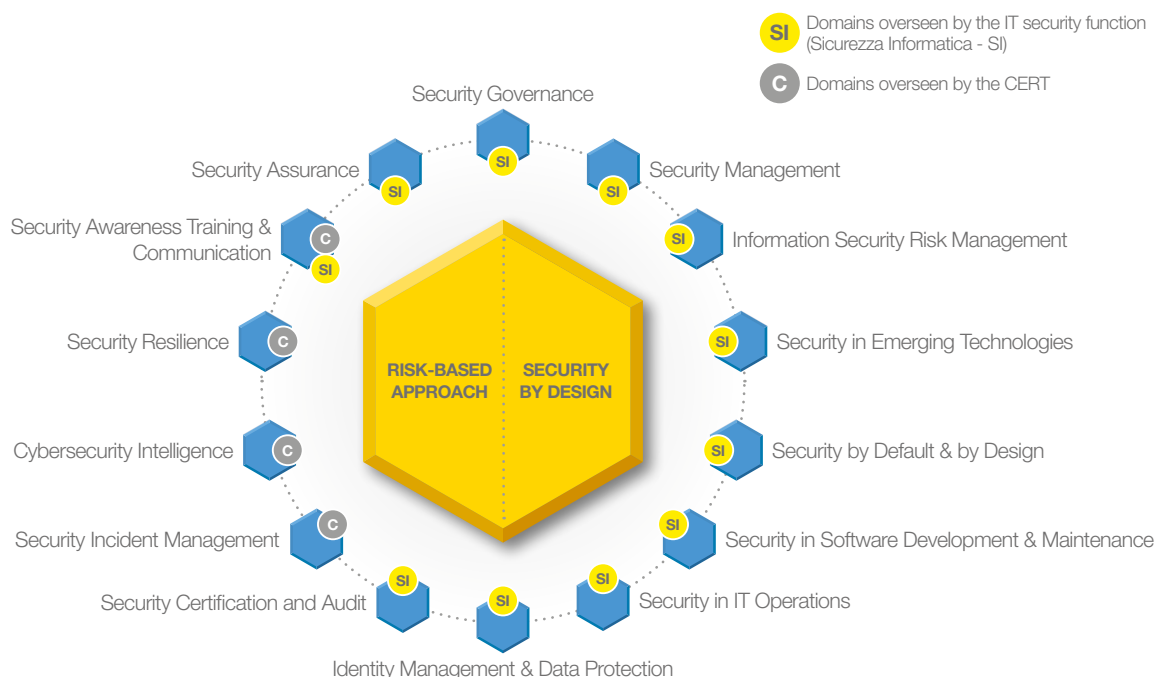 SI
Domains overseen by the IT security function
(Sicurezza Informatica - SI)
C
Domains overseen by the CERT
Security Governance
SI
Security Assurance
SI
Security Management
SI
Security Awareness Training &
Communication
C
SI
Information Security Risk Management
SI
Security Resilience
C
Security in Emerging Technologies
SI
RISK-BASED
APPROACH
SECURITY
BY DESIGN
Cybersecurity Intelligence
C
Security by Default & by Design
SI
Security Incident Management
C
Security in Software Development & Maintenance
SI
Security Certification and Audit
SI
Security in IT Operations
SI
SI
Identity Management & Data Protection